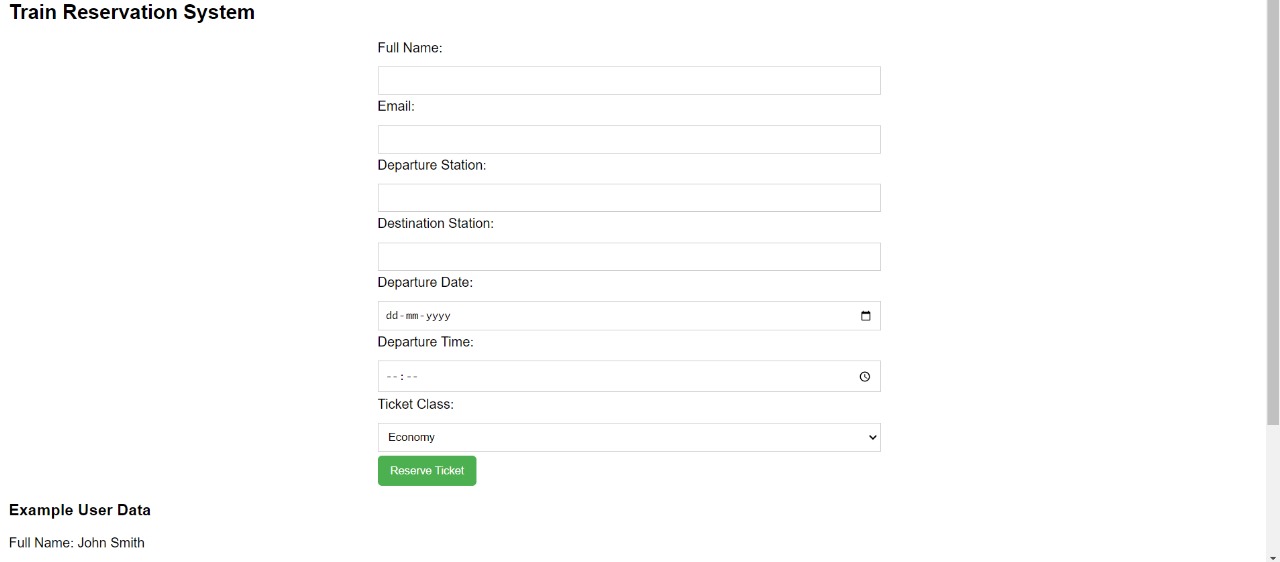 Train Reservation System
Full Name:
Email:
Departure Station:
Destination Station:
Departure Date:
dd-mm-yyyy
Departure Time:
--:--
Ticket Class:
Economy
Reserve Ticket
Example User Data
Full Name: John Smith